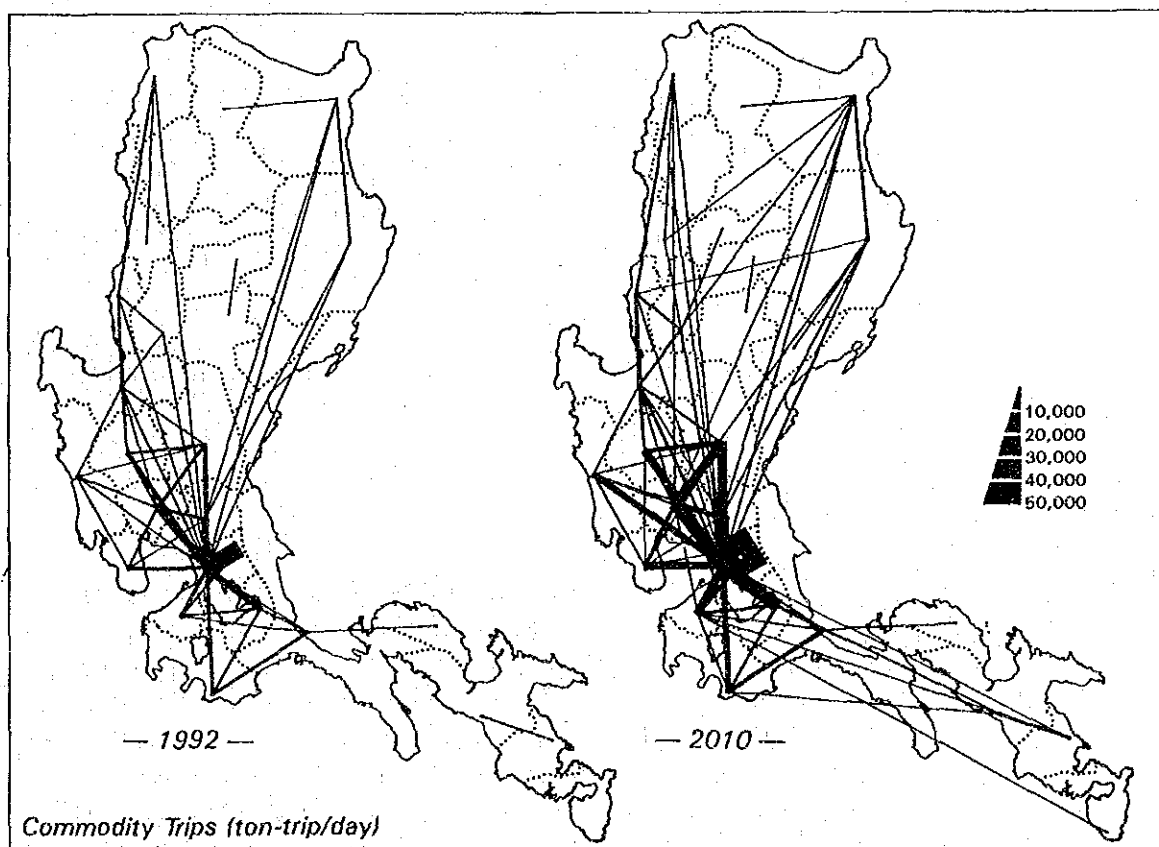 10,000
20,000
30,000
40,000
50,000
— 1992 —
— 2010 —
Commodity Trips (ton-trip/day)